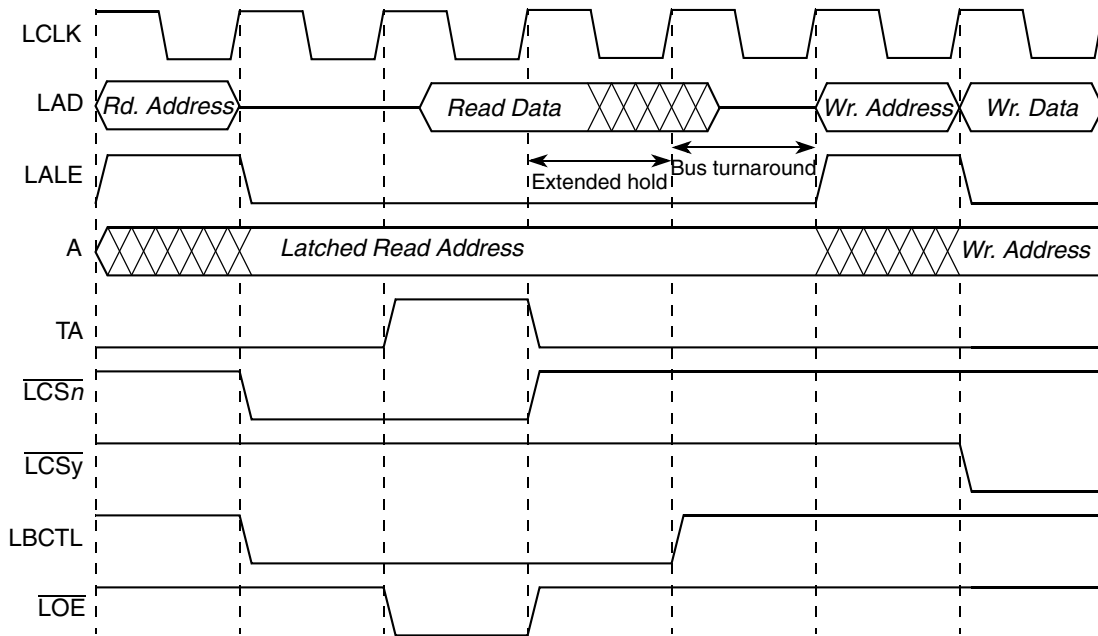 LCLK
LAD
Rd. Address
Read Data
Wr. Address
Wr. Data
LALE
Extended hold
Bus turnaround
A
Latched Read Address
Wr. Address
TA
LCSn
LCSy
LBCTL
LOE